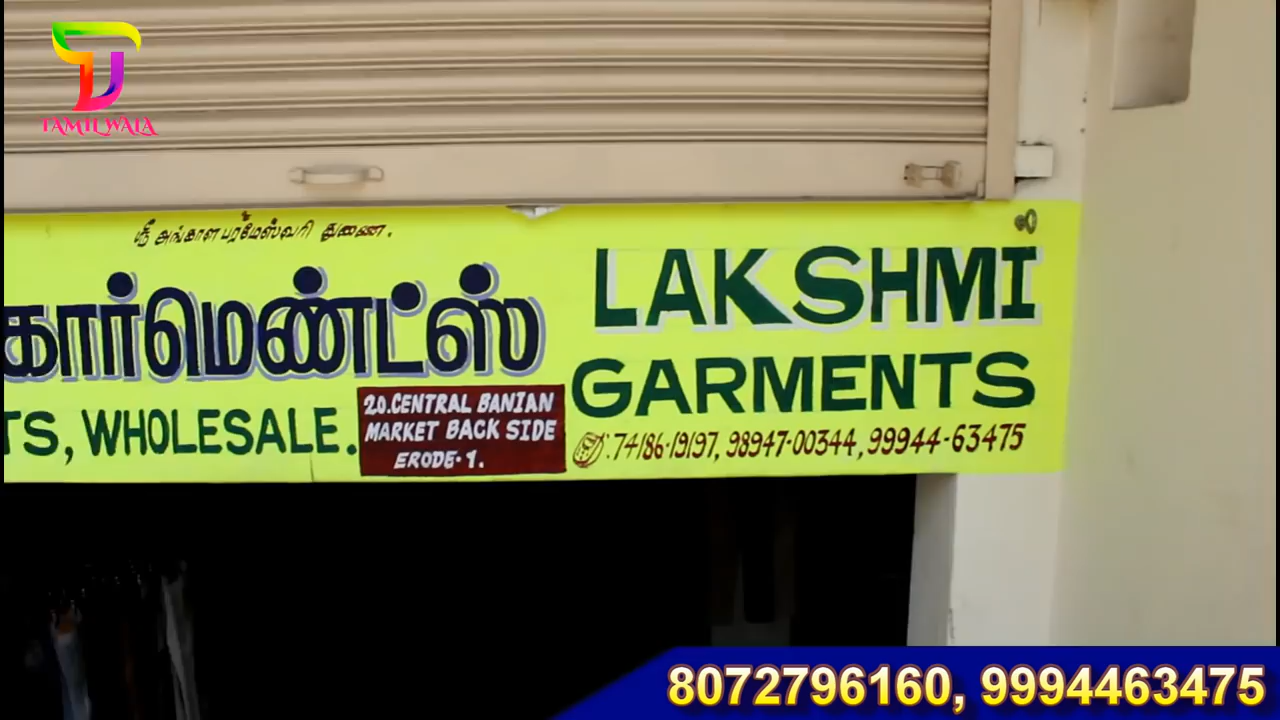 TAMILWALA
ஸ்ரீ அங்காள பரமேஸ்வரி துணை.
கார்மெண்ட்ஸ்
TS, WHOLESALE.
20.CENTRAL BANIAN
MARKET BACK SIDE
ERODE-1.
LAKSHMI
GARMENTS
74186-19197, 98947-00344, 99944-63475
8072796160, 9994463475